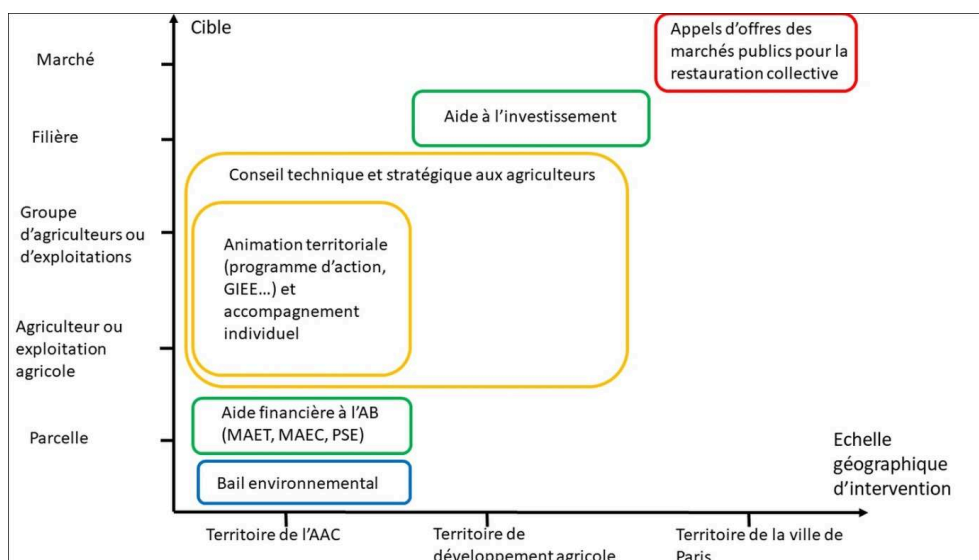 Cible
Appels d’offres des
marchés publics pour la
restauration collective
Marché
Aide à l’investissement
Filière
Conseil technique et stratégique aux agriculteurs
Groupe
d’agriculteurs ou
d’exploitations
Animation territoriale
(programme d’action,
GIEE...) et
accompagnement
individuel
Agriculteur ou
exploitation
agricole
Aide financière à l’AB
(MAET, MAEC, PSE)
Parcelle
Bail environnemental
Echelle
géographique
d’intervention
Territoire de l’AAC
Territoire de
développement agricole
Territoire de la ville de
Paris